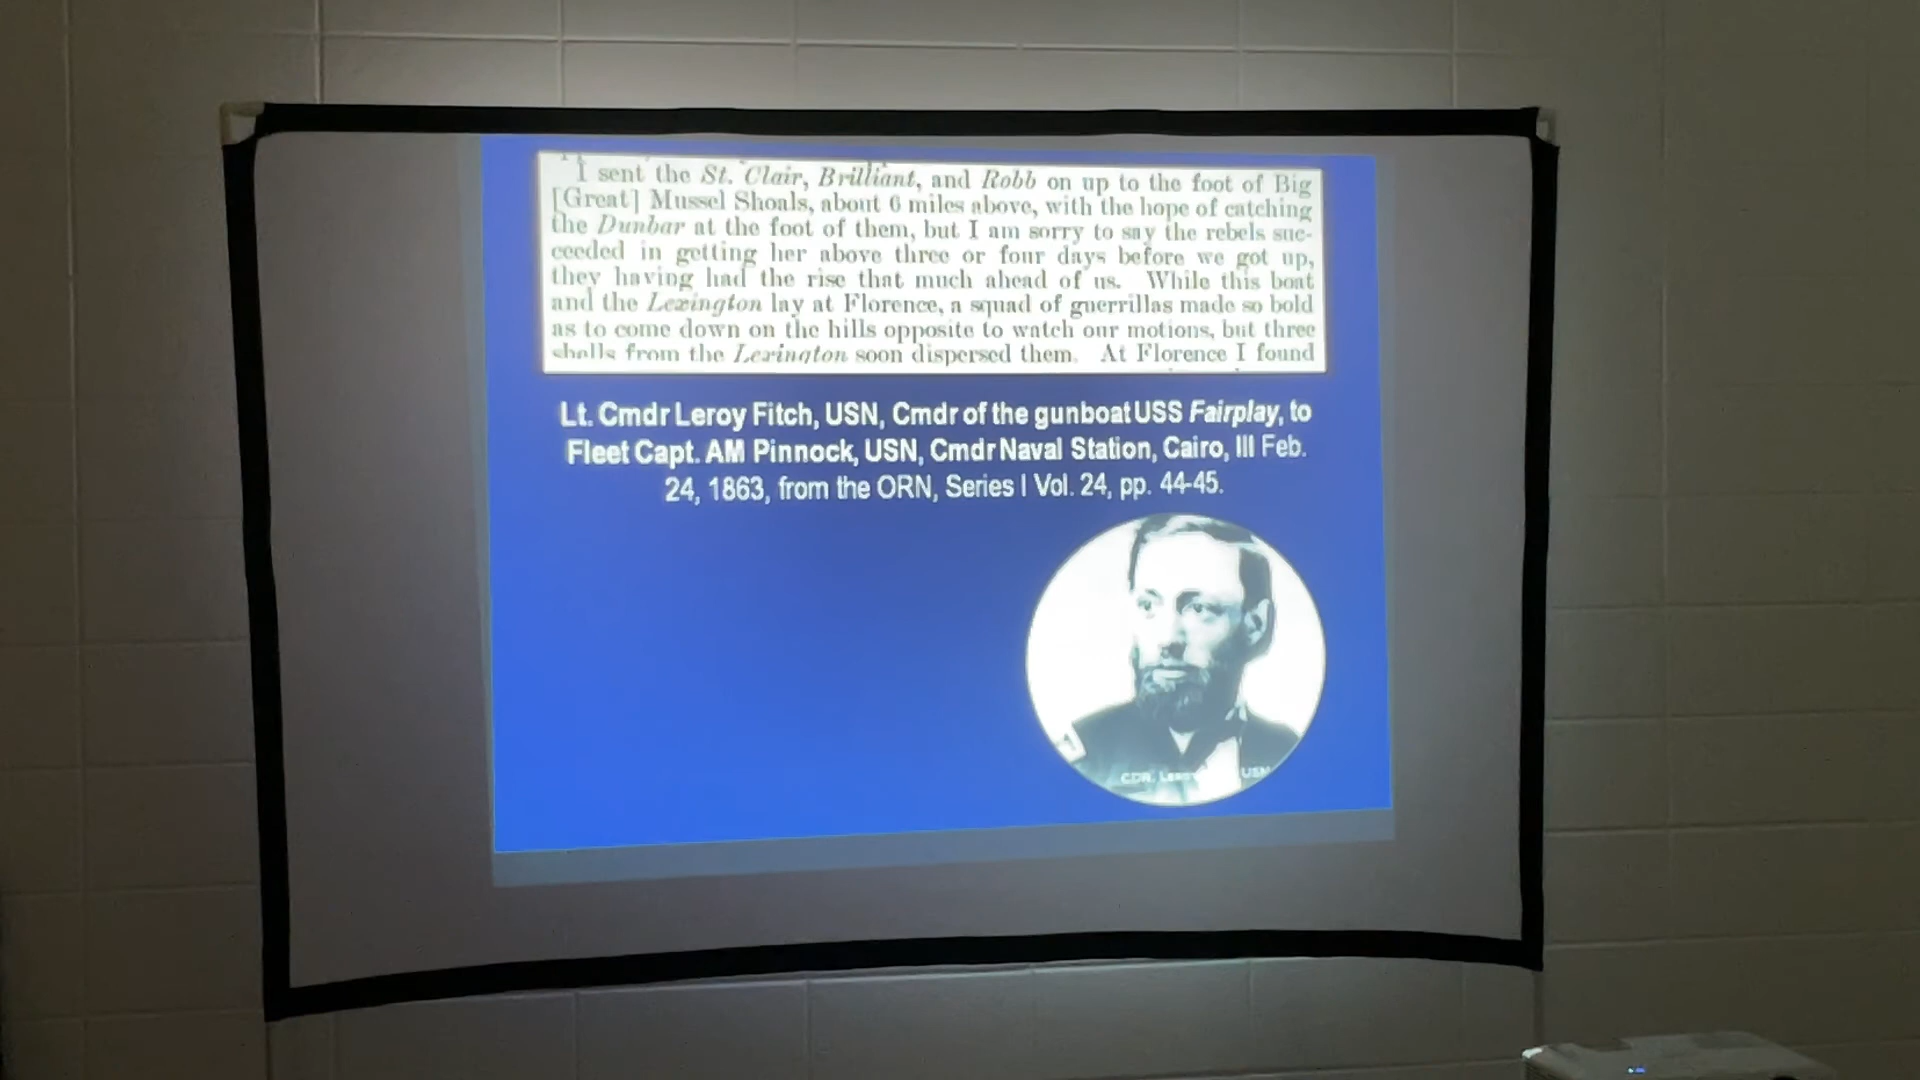 I sent the St. Clair, Brilliant, and Robb on up to the foot of Big
[Great] Mussel Shoals, about 6 miles above, with the hope of catching
the Dunbar at the foot of them, but I am sorry to say the rebels suc-
ceeded in getting her above three or four days before we got up,
they having had the rise that much ahead of us. While this boat
and the Lexington lay at Florence, a squad of guerrillas made so bold
as to come down on the hills opposite to watch our motions, but three
shells from the Lexington soon dispersed them. At Florence I found
Lt. Cmdr Leroy Fitch, USN, Cmdr of the gunboat USS Fairplay, to
Fleet Capt. AM Pinnock, USN, Cmdr Naval Station, Cairo, Ill Feb.
24, 1863, from the ORN, Series I Vol. 24, pp. 44-45.
CDR. USN